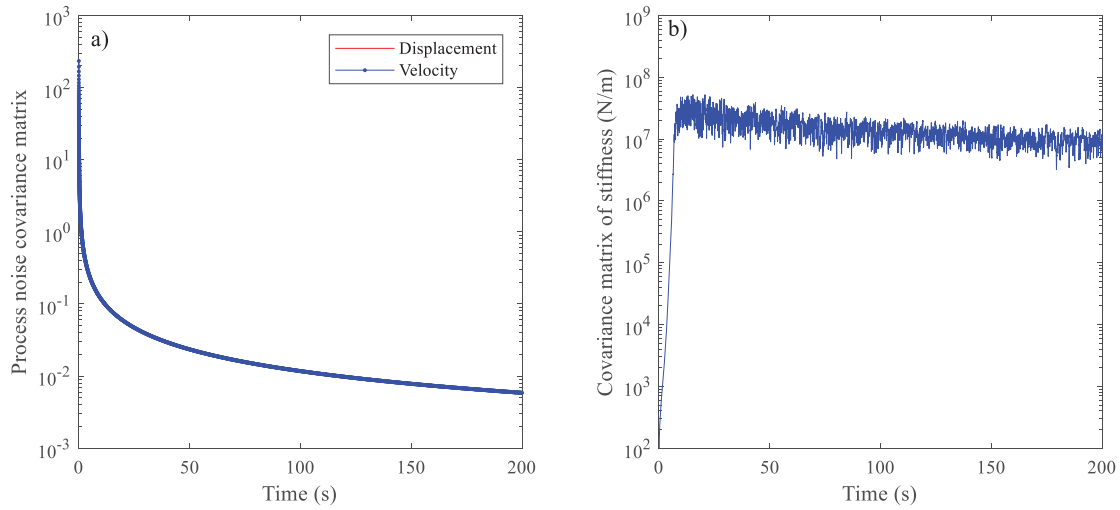 a)
Displacement
Velocity
Process noise covariance matrix
10^3
10^2
10^1
10^0
10^-1
10^-2
10^-3
0 50 100 150 200
Time (s)
b)
Covariance matrix of stiffness (N/m)
10^9
10^8
10^7
10^6
10^5
10^4
10^3
10^2
0 50 100 150 200
Time (s)